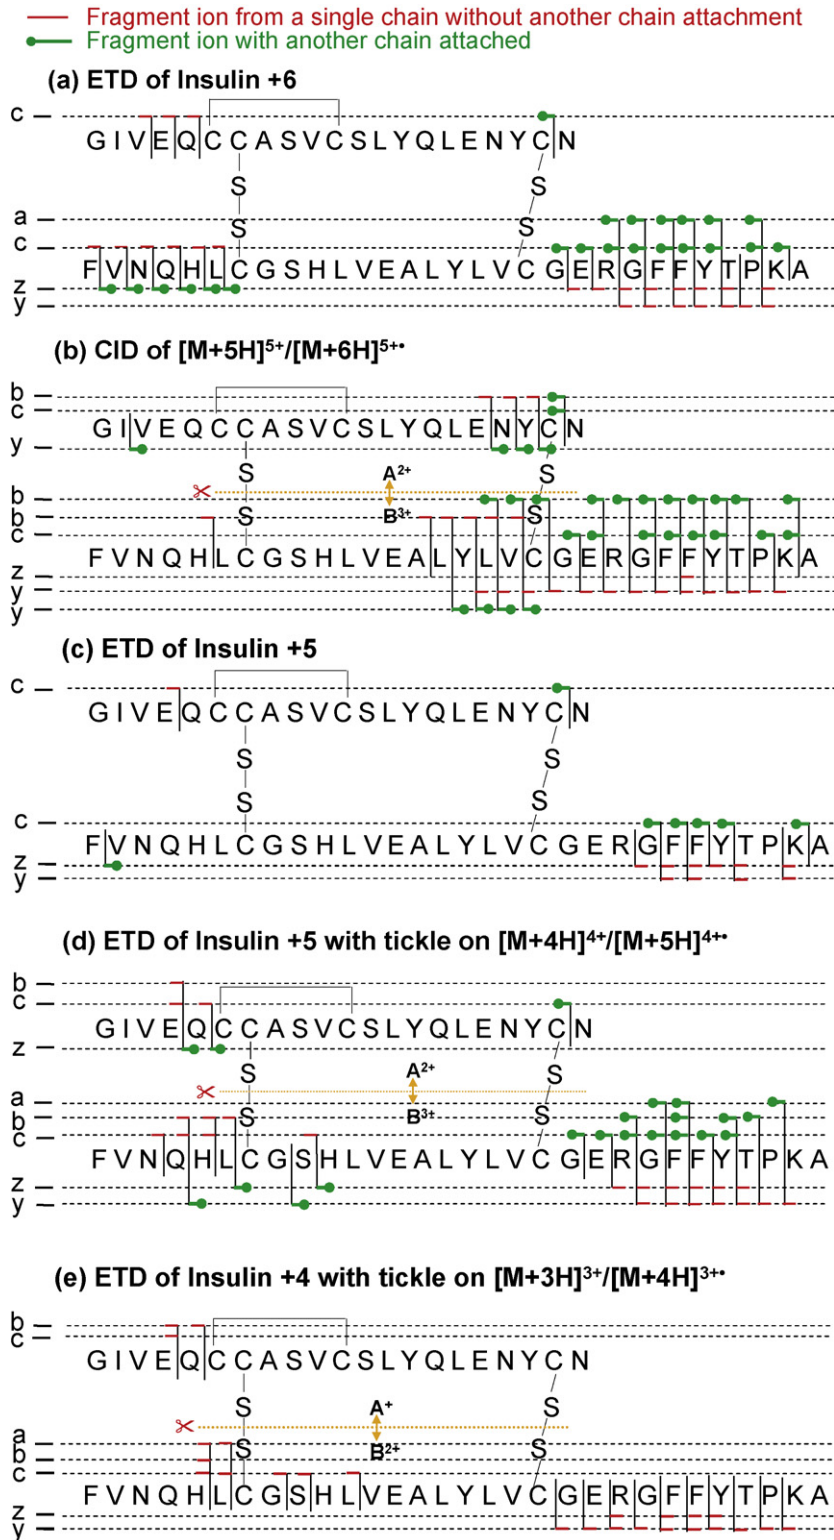 Fragment ion from a single chain without another chain attachment
Fragment ion with another chain attached
(a) ETD of Insulin +6
c
GIVEQCCASVCSLYQLENYCN
S S
S S
a
c
FVNQHLCGSHLVEALYLVCGERGFFYTPKA
z
y
(b) CID of [M+5H]5+/[M+6H]5+•
b
c
GIVEQCCASVCSLYQLENYCN
y
S A2+ S
b
b S B3+ S
c
FVNQHLCGSHLVEALYLVCGERGFFYTPKA
z
y
y
(c) ETD of Insulin +5
c
GIVEQCCASVCSLYQLENYCN
S S
S S
c
FVNQHLCGSHLVEALYLVCGERGFFYTPKA
z
y
(d) ETD of Insulin +5 with tickle on [M+4H]4+/[M+5H]4+•
b
c
GIVEQCCASVCSLYQLENYCN
z
S A2+ S
a
b S B3+ S
c
FVNQHLCGSHLVEALYLVCGERGFFYTPKA
z
y
(e) ETD of Insulin +4 with tickle on [M+3H]3+/[M+4H]3+•
b
c
GIVEQCCASVCSLYQLENYCN
S A+ S
a
b S B2+ S
c
FVNQHLCGSHLVEALYLVCGERGFFYTPKA
z
y